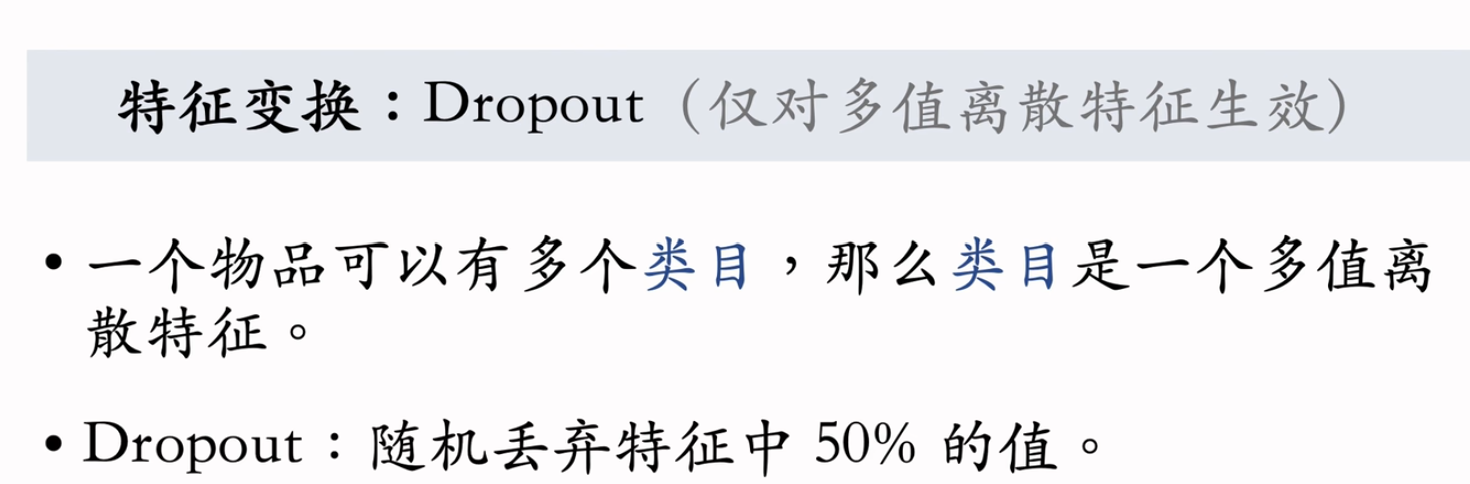 特征变换：Dropout（仅对多值离散特征生效）
• 一个物品可以有多个类目，那么类目是一个多值离
散特征。
• Dropout：随机丢弃特征中 50% 的值。